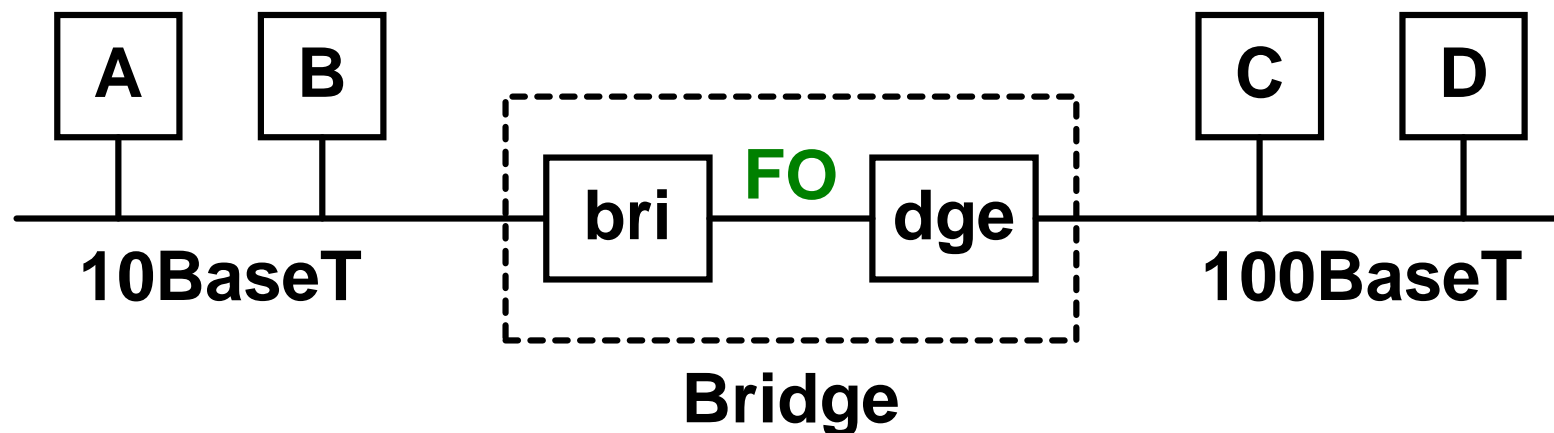 A
B
C
D
bri
FO
dge
10BaseT
100BaseT
Bridge